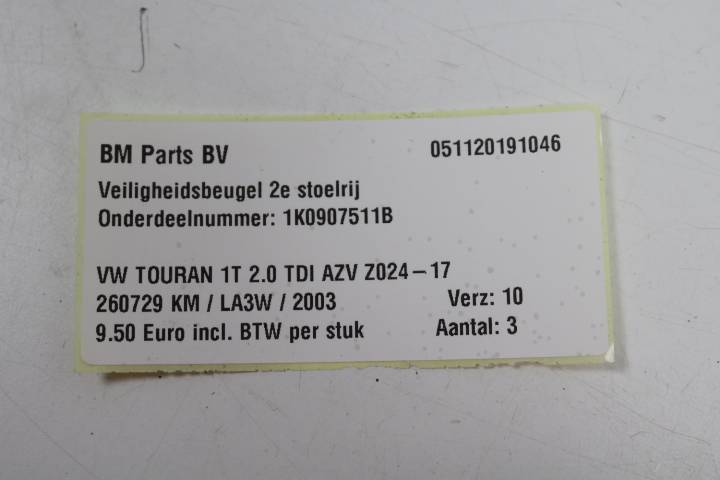 BM Parts BV 051120191046
Veiligheidsbeugel 2e stoelrij
Onderdeelnummer: 1K0907511B
VW TOURAN 1T 2.0 TDI AZV Z024-17
260729 KM / LA3W / 2003 Verz: 10
9.50 Euro incl. BTW per stuk Aantal: 3